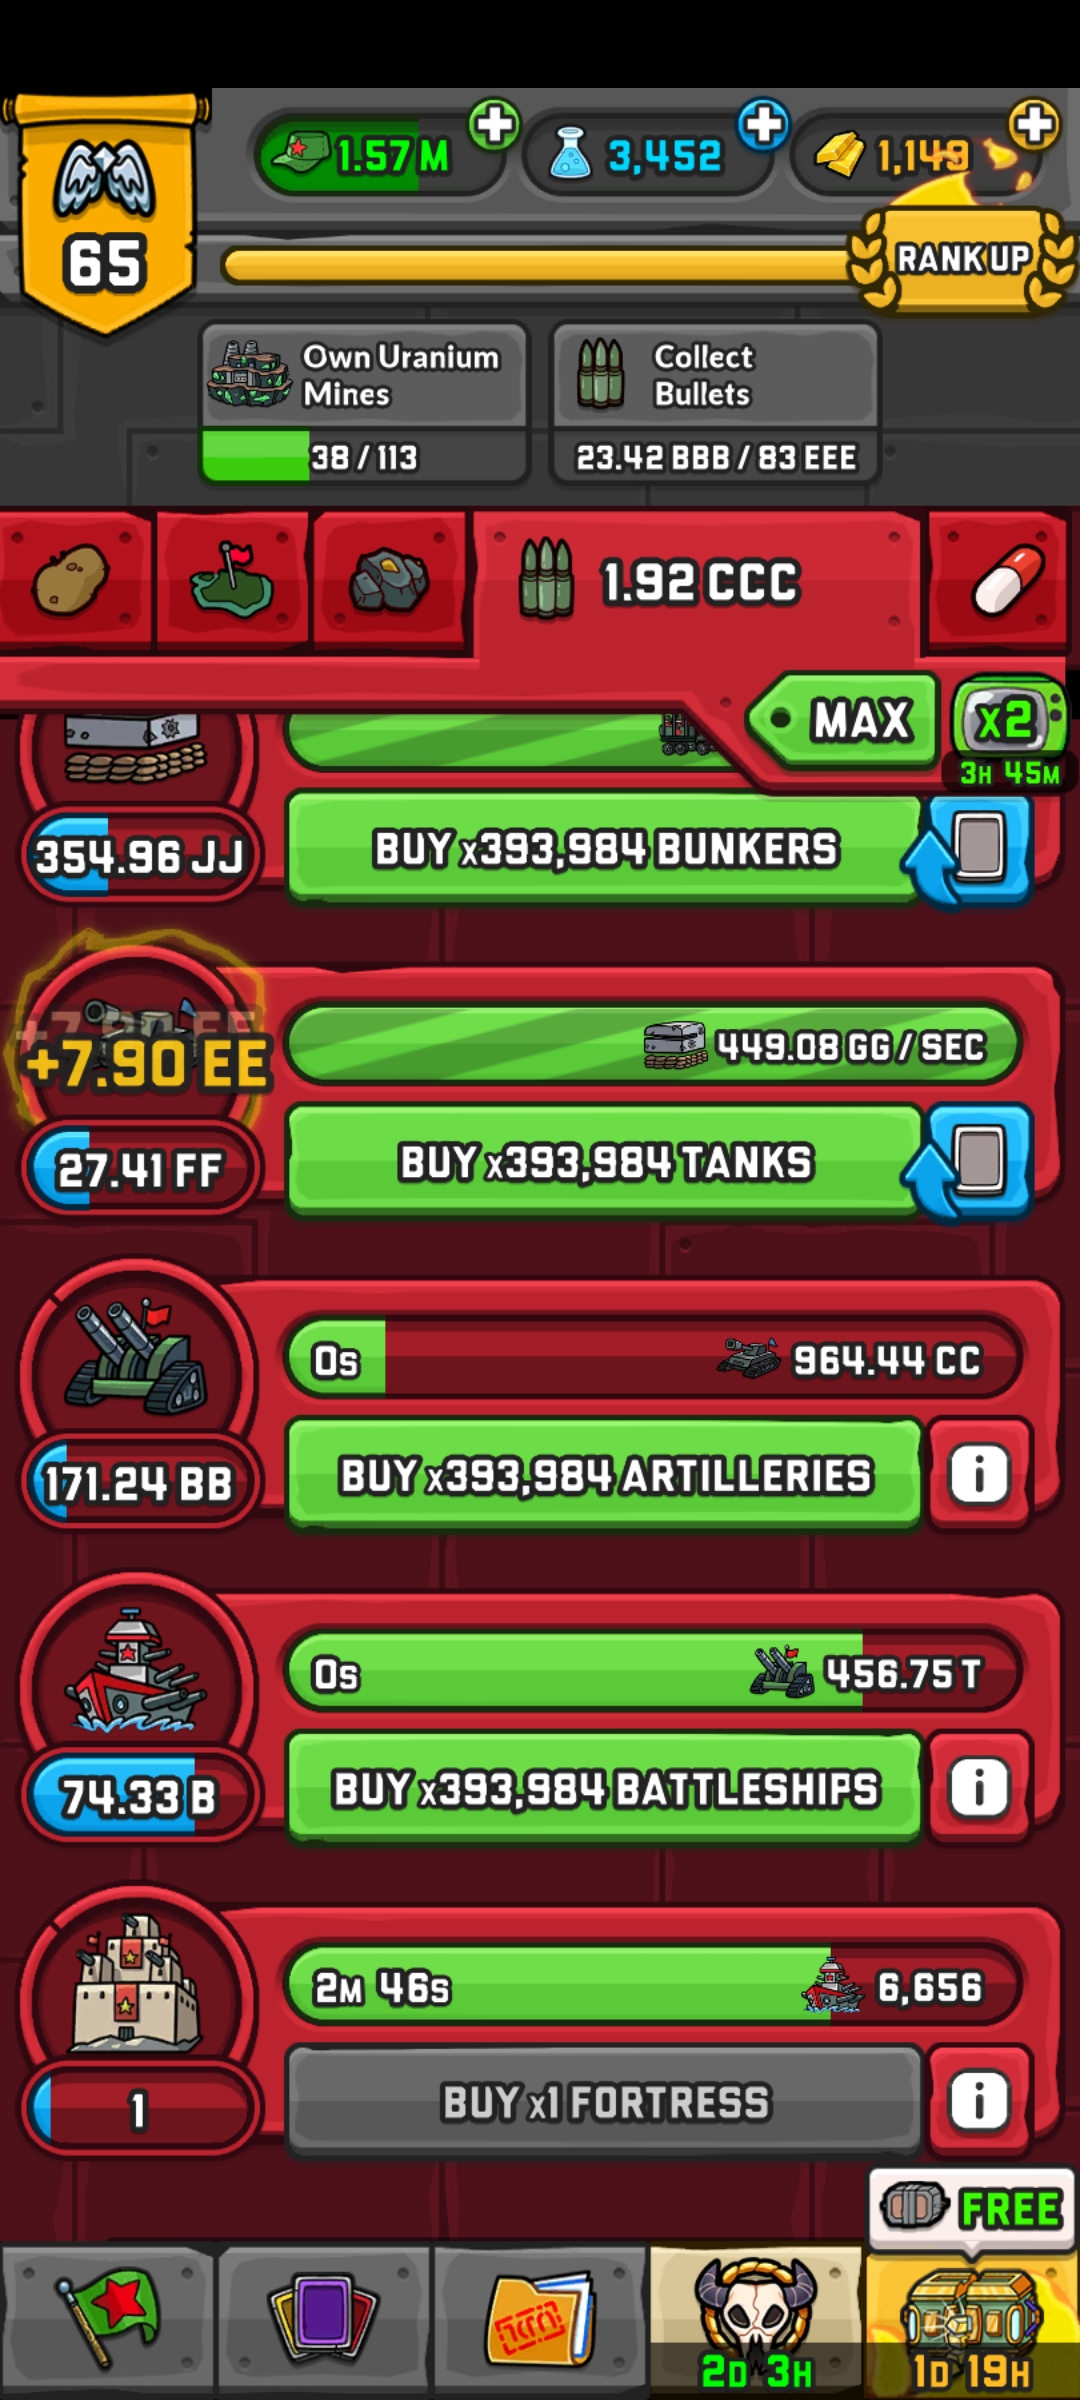 1.57 M
3,452
1,149
65
RANK UP
Own Uranium
Mines
38 / 113
Collect
Bullets
23.42 BBB / 83 EEE
1.92 CCC
MAX
X2
3H 45M
354.96 JJ
BUY x393,984 BUNKERS
+7.90 EE
449.08 GG / SEC
27.41 FF
BUY x393,984 TANKS
0s
964.44 CC
171.24 BB
BUY x393,984 ARTILLERIES
0s
456.75 T
74.33 B
BUY x393,984 BATTLESHIPS
2M 46s
6,656
1
BUY x1 FORTRESS
FREE
2D 3H
1D 19H